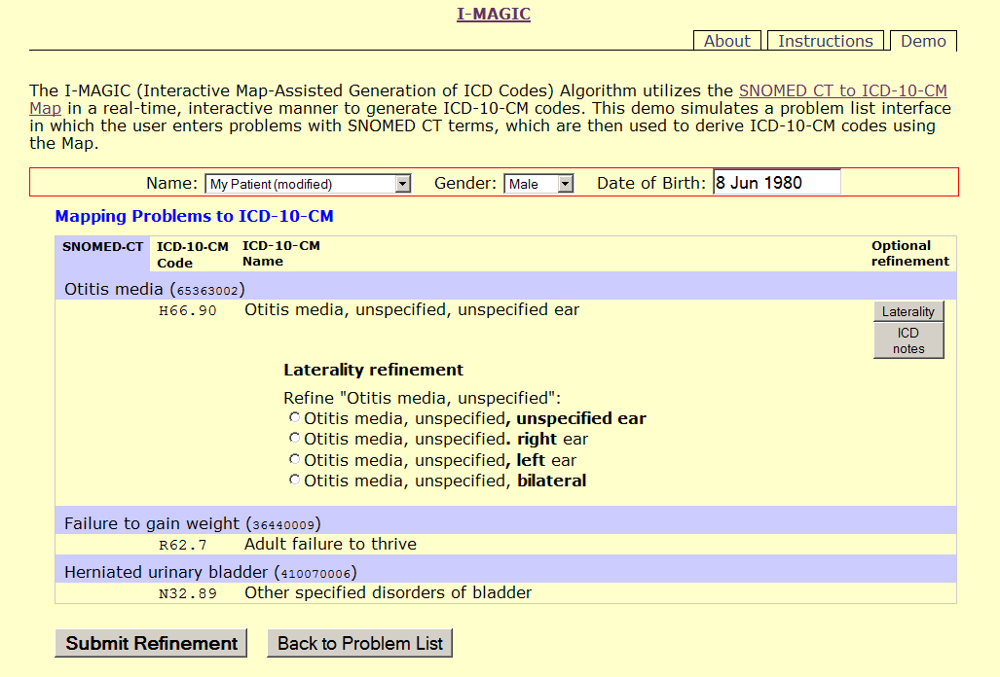 I-MAGIC
About Instructions Demo
The I-MAGIC (Interactive Map-Assisted Generation of ICD Codes) Algorithm utilizes the SNOMED CT to ICD-10-CM
Map in a real-time, interactive manner to generate ICD-10-CM codes. This demo simulates a problem list interface
in which the user enters problems with SNOMED CT terms, which are then used to derive ICD-10-CM codes using
the Map.
Name: My Patient (modified) Gender: Male Date of Birth: 8 Jun 1980
Mapping Problems to ICD-10-CM
SNOMED-CT ICD-10-CM ICD-10-CM Optional
Code Name refinement
Otitis media (65363002)
H66.90 Otitis media, unspecified, unspecified ear Laterality
ICD
notes
Laterality refinement
Refine "Otitis media, unspecified":
Otitis media, unspecified, unspecified ear
Otitis media, unspecified. right ear
Otitis media, unspecified, left ear
Otitis media, unspecified, bilateral
Failure to gain weight (36440009)
R62.7 Adult failure to thrive
Herniated urinary bladder (410070006)
N32.89 Other specified disorders of bladder
Submit Refinement Back to Problem List